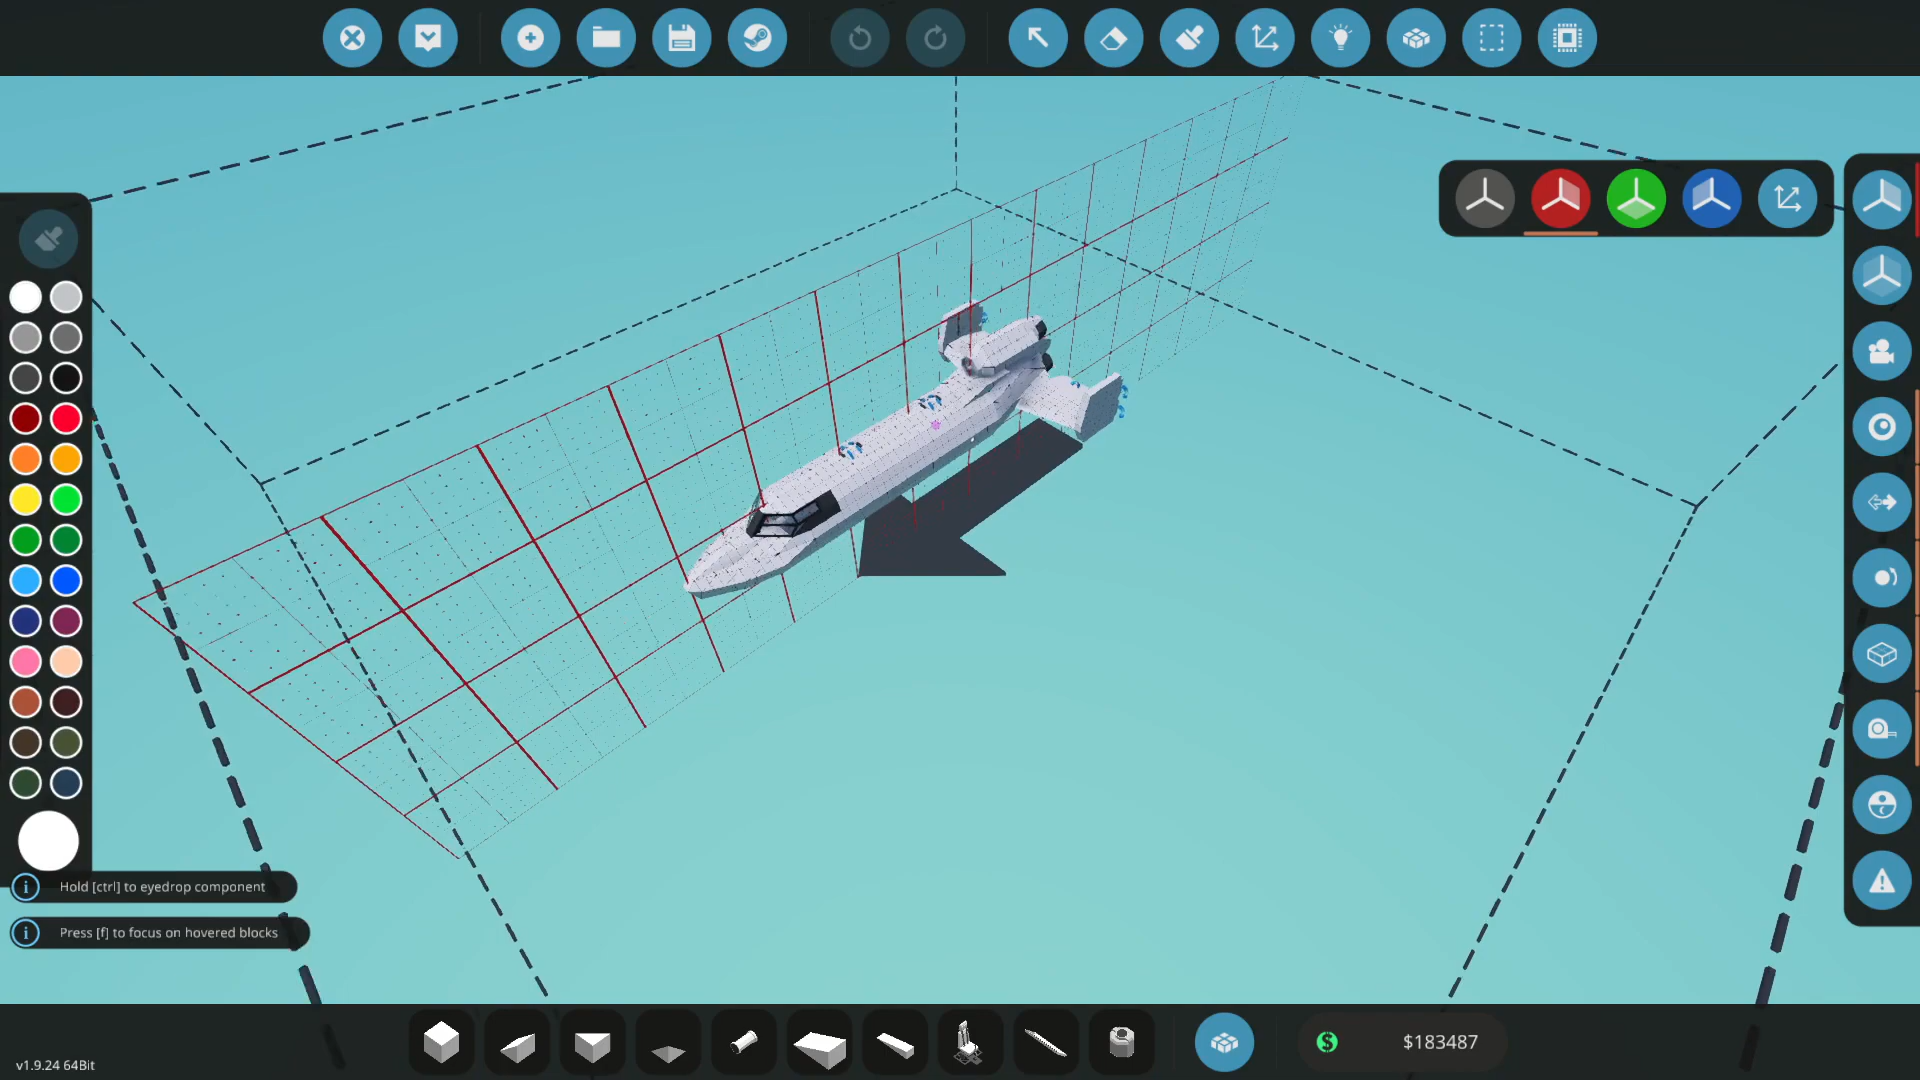 Hold [ctrl] to eyedrop component
Press [f] to focus on hovered blocks
$183487
v1.9.24 64Bit